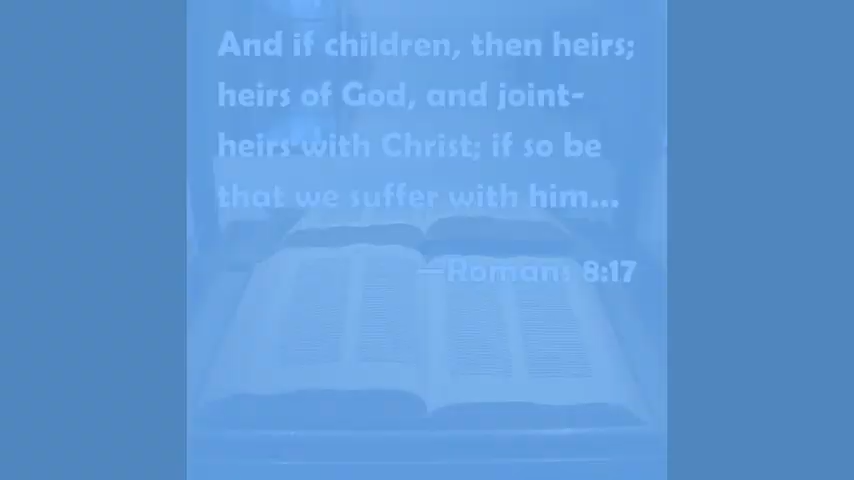 And if children, then heirs;
heirs of God, and joint-
heirs with Christ; if so be
that we suffer with him...
—Romans 8:17